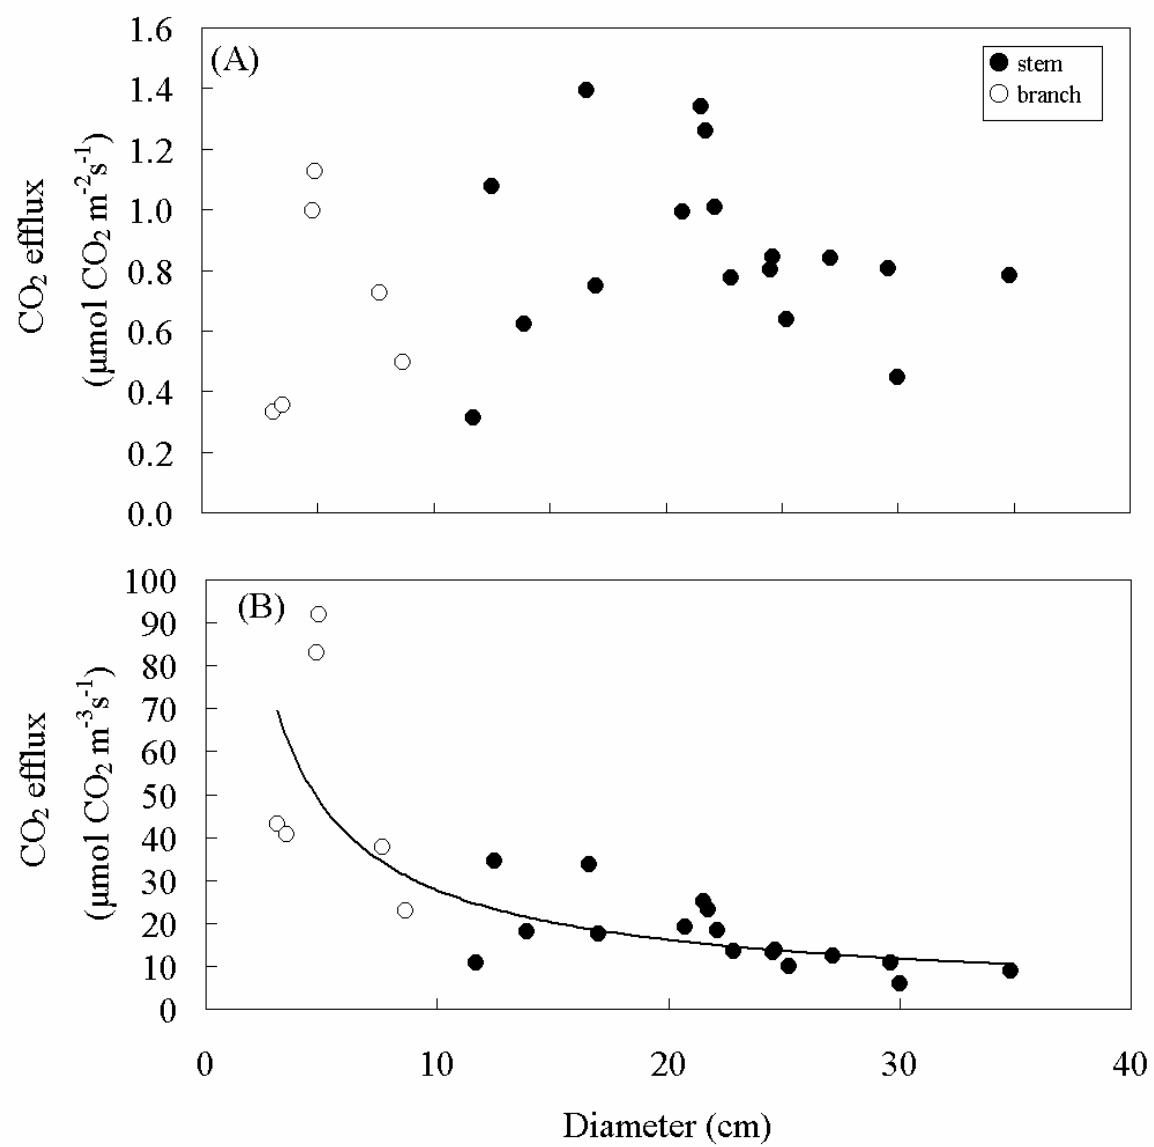 (A)
stem
branch
1.6
1.4
1.2
1.0
0.8
0.6
0.4
0.2
0.0
CO₂ efflux
(μmol CO₂ m⁻²s⁻¹)
(B)
100
90
80
70
60
50
40
30
20
10
0
CO₂ efflux
(μmol CO₂ m⁻³s⁻¹)
0 10 20 30 40
Diameter (cm)